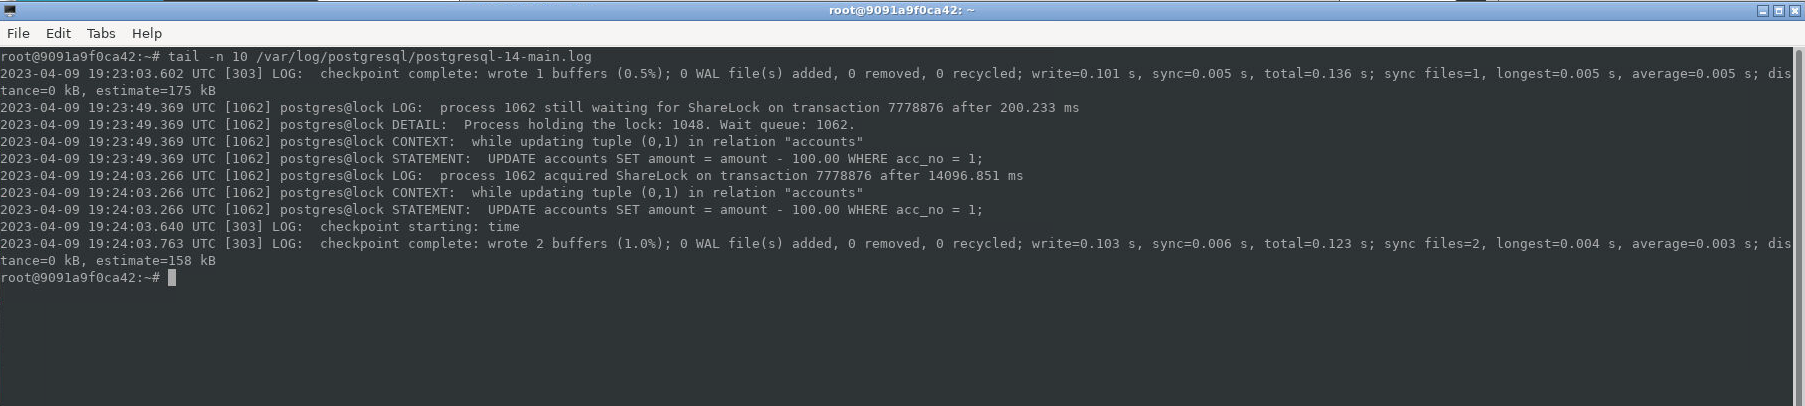 root@9091a9f0ca42: ~
File Edit Tabs Help
root@9091a9f0ca42:~# tail -n 10 /var/log/postgresql/postgresql-14-main.log
2023-04-09 19:23:03.602 UTC [303] LOG:  checkpoint complete: wrote 1 buffers (0.5%); 0 WAL file(s) added, 0 removed, 0 recycled; write=0.101 s, sync=0.005 s, total=0.136 s; sync files=1, longest=0.005 s, average=0.005 s; dis
tance=0 kB, estimate=175 kB
2023-04-09 19:23:49.369 UTC [1062] postgres@lock LOG:  process 1062 still waiting for ShareLock on transaction 7778876 after 200.233 ms
2023-04-09 19:23:49.369 UTC [1062] postgres@lock DETAIL:  Process holding the lock: 1048. Wait queue: 1062.
2023-04-09 19:23:49.369 UTC [1062] postgres@lock CONTEXT:  while updating tuple (0,1) in relation "accounts"
2023-04-09 19:23:49.369 UTC [1062] postgres@lock STATEMENT:  UPDATE accounts SET amount = amount - 100.00 WHERE acc_no = 1;
2023-04-09 19:24:03.266 UTC [1062] postgres@lock LOG:  process 1062 acquired ShareLock on transaction 7778876 after 14096.851 ms
2023-04-09 19:24:03.266 UTC [1062] postgres@lock CONTEXT:  while updating tuple (0,1) in relation "accounts"
2023-04-09 19:24:03.266 UTC [1062] postgres@lock STATEMENT:  UPDATE accounts SET amount = amount - 100.00 WHERE acc_no = 1;
2023-04-09 19:24:03.640 UTC [303] LOG:  checkpoint starting: time
2023-04-09 19:24:03.763 UTC [303] LOG:  checkpoint complete: wrote 2 buffers (1.0%); 0 WAL file(s) added, 0 removed, 0 recycled; write=0.103 s, sync=0.006 s, total=0.123 s; sync files=2, longest=0.004 s, average=0.003 s; dis
tance=0 kB, estimate=158 kB
root@9091a9f0ca42:~#